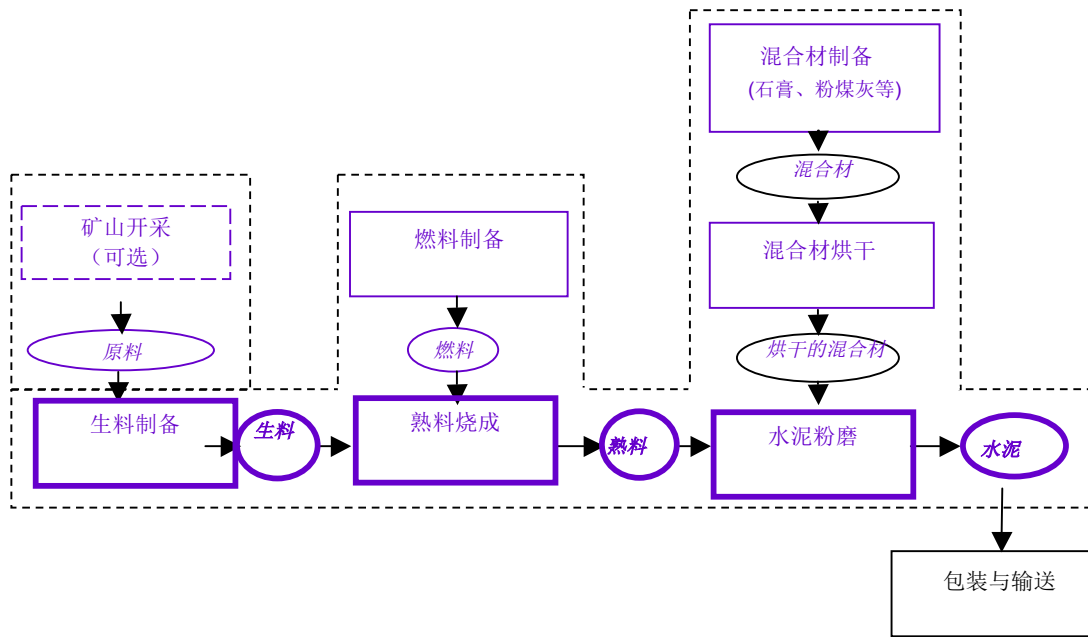 混合材制备
(石膏、粉煤灰等)
混合材
矿山开采
（可选）
燃料制备
混合材烘干
原料
燃料
烘干的混合材
生料制备
生料
熟料烧成
熟料
水泥粉磨
水泥
包装与输送